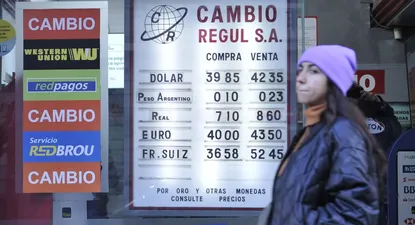 CAMBIO
WESTERN UNION WU
redpagos
CAMBIO
Servicio
REDBROU
CAMBIO
CR
CAMBIO
REGUL S.A.
COMPRA VENTA
DOLAR 39 85 42 35
Peso Argentino 0 10 0 23
Real 7 10 8 60
EURO 40 00 43 50
FR. SUIZ 36 58 52 45
POR ORO Y OTRAS MONEDAS
CONSULTE PRECIOS
CAMBIO